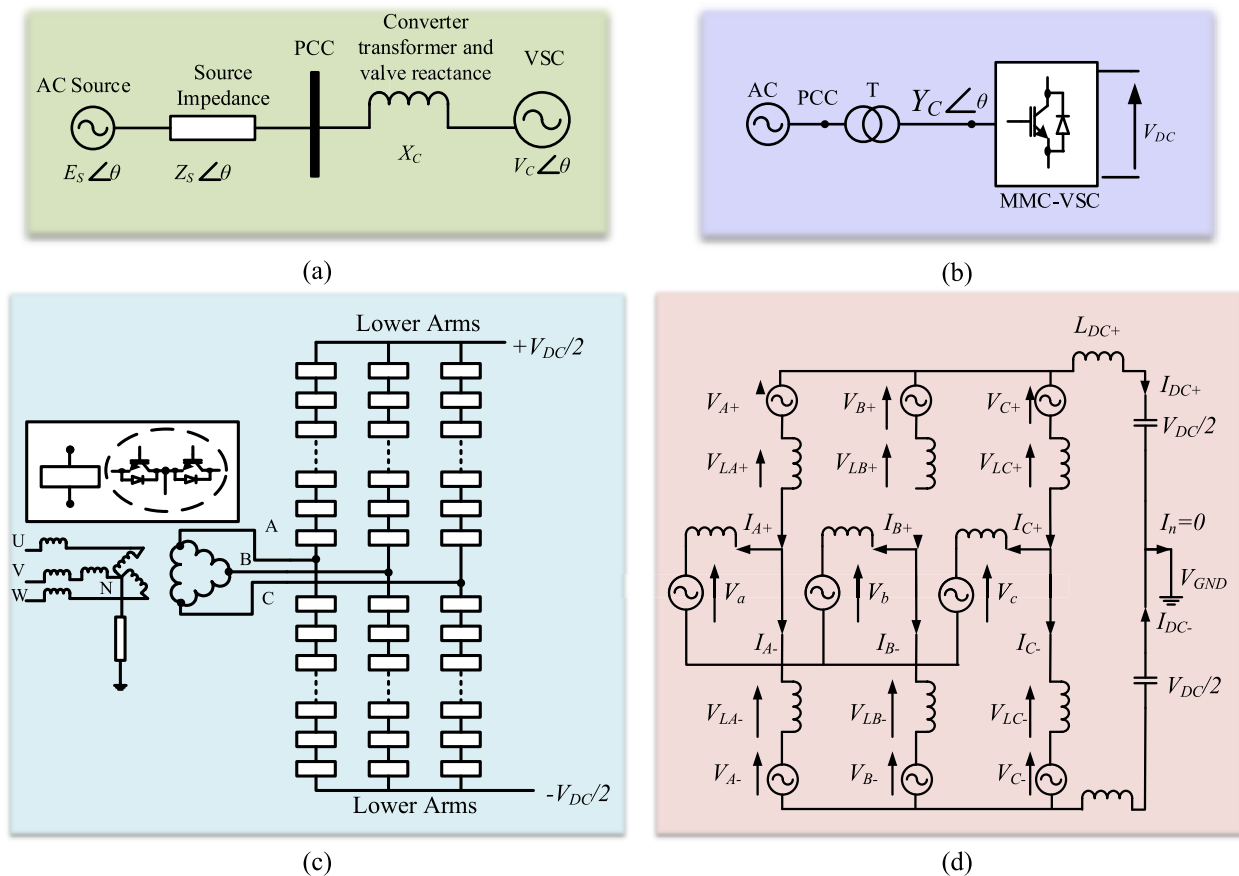 AC Source
E_S∠θ
Source
Impedance
Z_S∠θ
PCC
Converter
transformer and
valve reactance
X_C
VSC
V_C∠θ
(a)
AC
PCC
T
Y_C∠θ
V_DC
MMC-VSC
(b)
Lower Arms
+V_DC/2
A
B
C
U
V
W
N
-V_DC/2
Lower Arms
(c)
L_DC+
I_DC+
V_A+
V_B+
V_C+
V_DC/2
V_LA+
V_LB+
V_LC+
I_A+
I_B+
I_C+
I_n=0
V_a
V_b
V_c
V_GND
I_DC-
I_A-
I_B-
I_C-
V_DC/2
V_LA-
V_LB-
V_LC-
V_A-
V_B-
V_C-
(d)